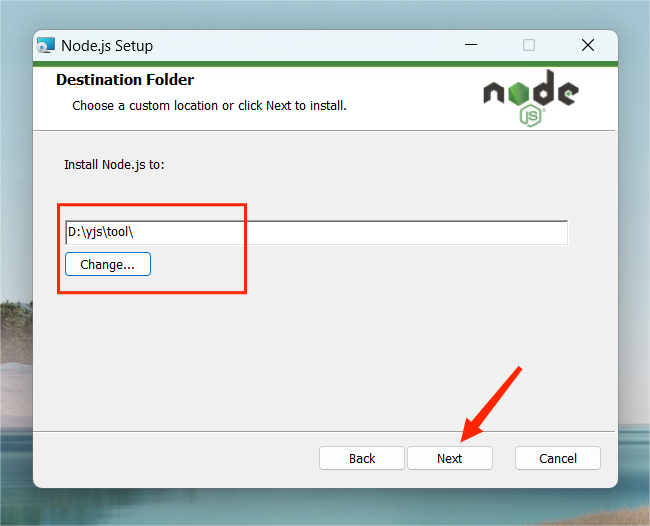 Node.js Setup
Destination Folder
Choose a custom location or click Next to install.
node
JS
Install Node.js to:
D:\yjs\tool\
Change...
Back
Next
Cancel